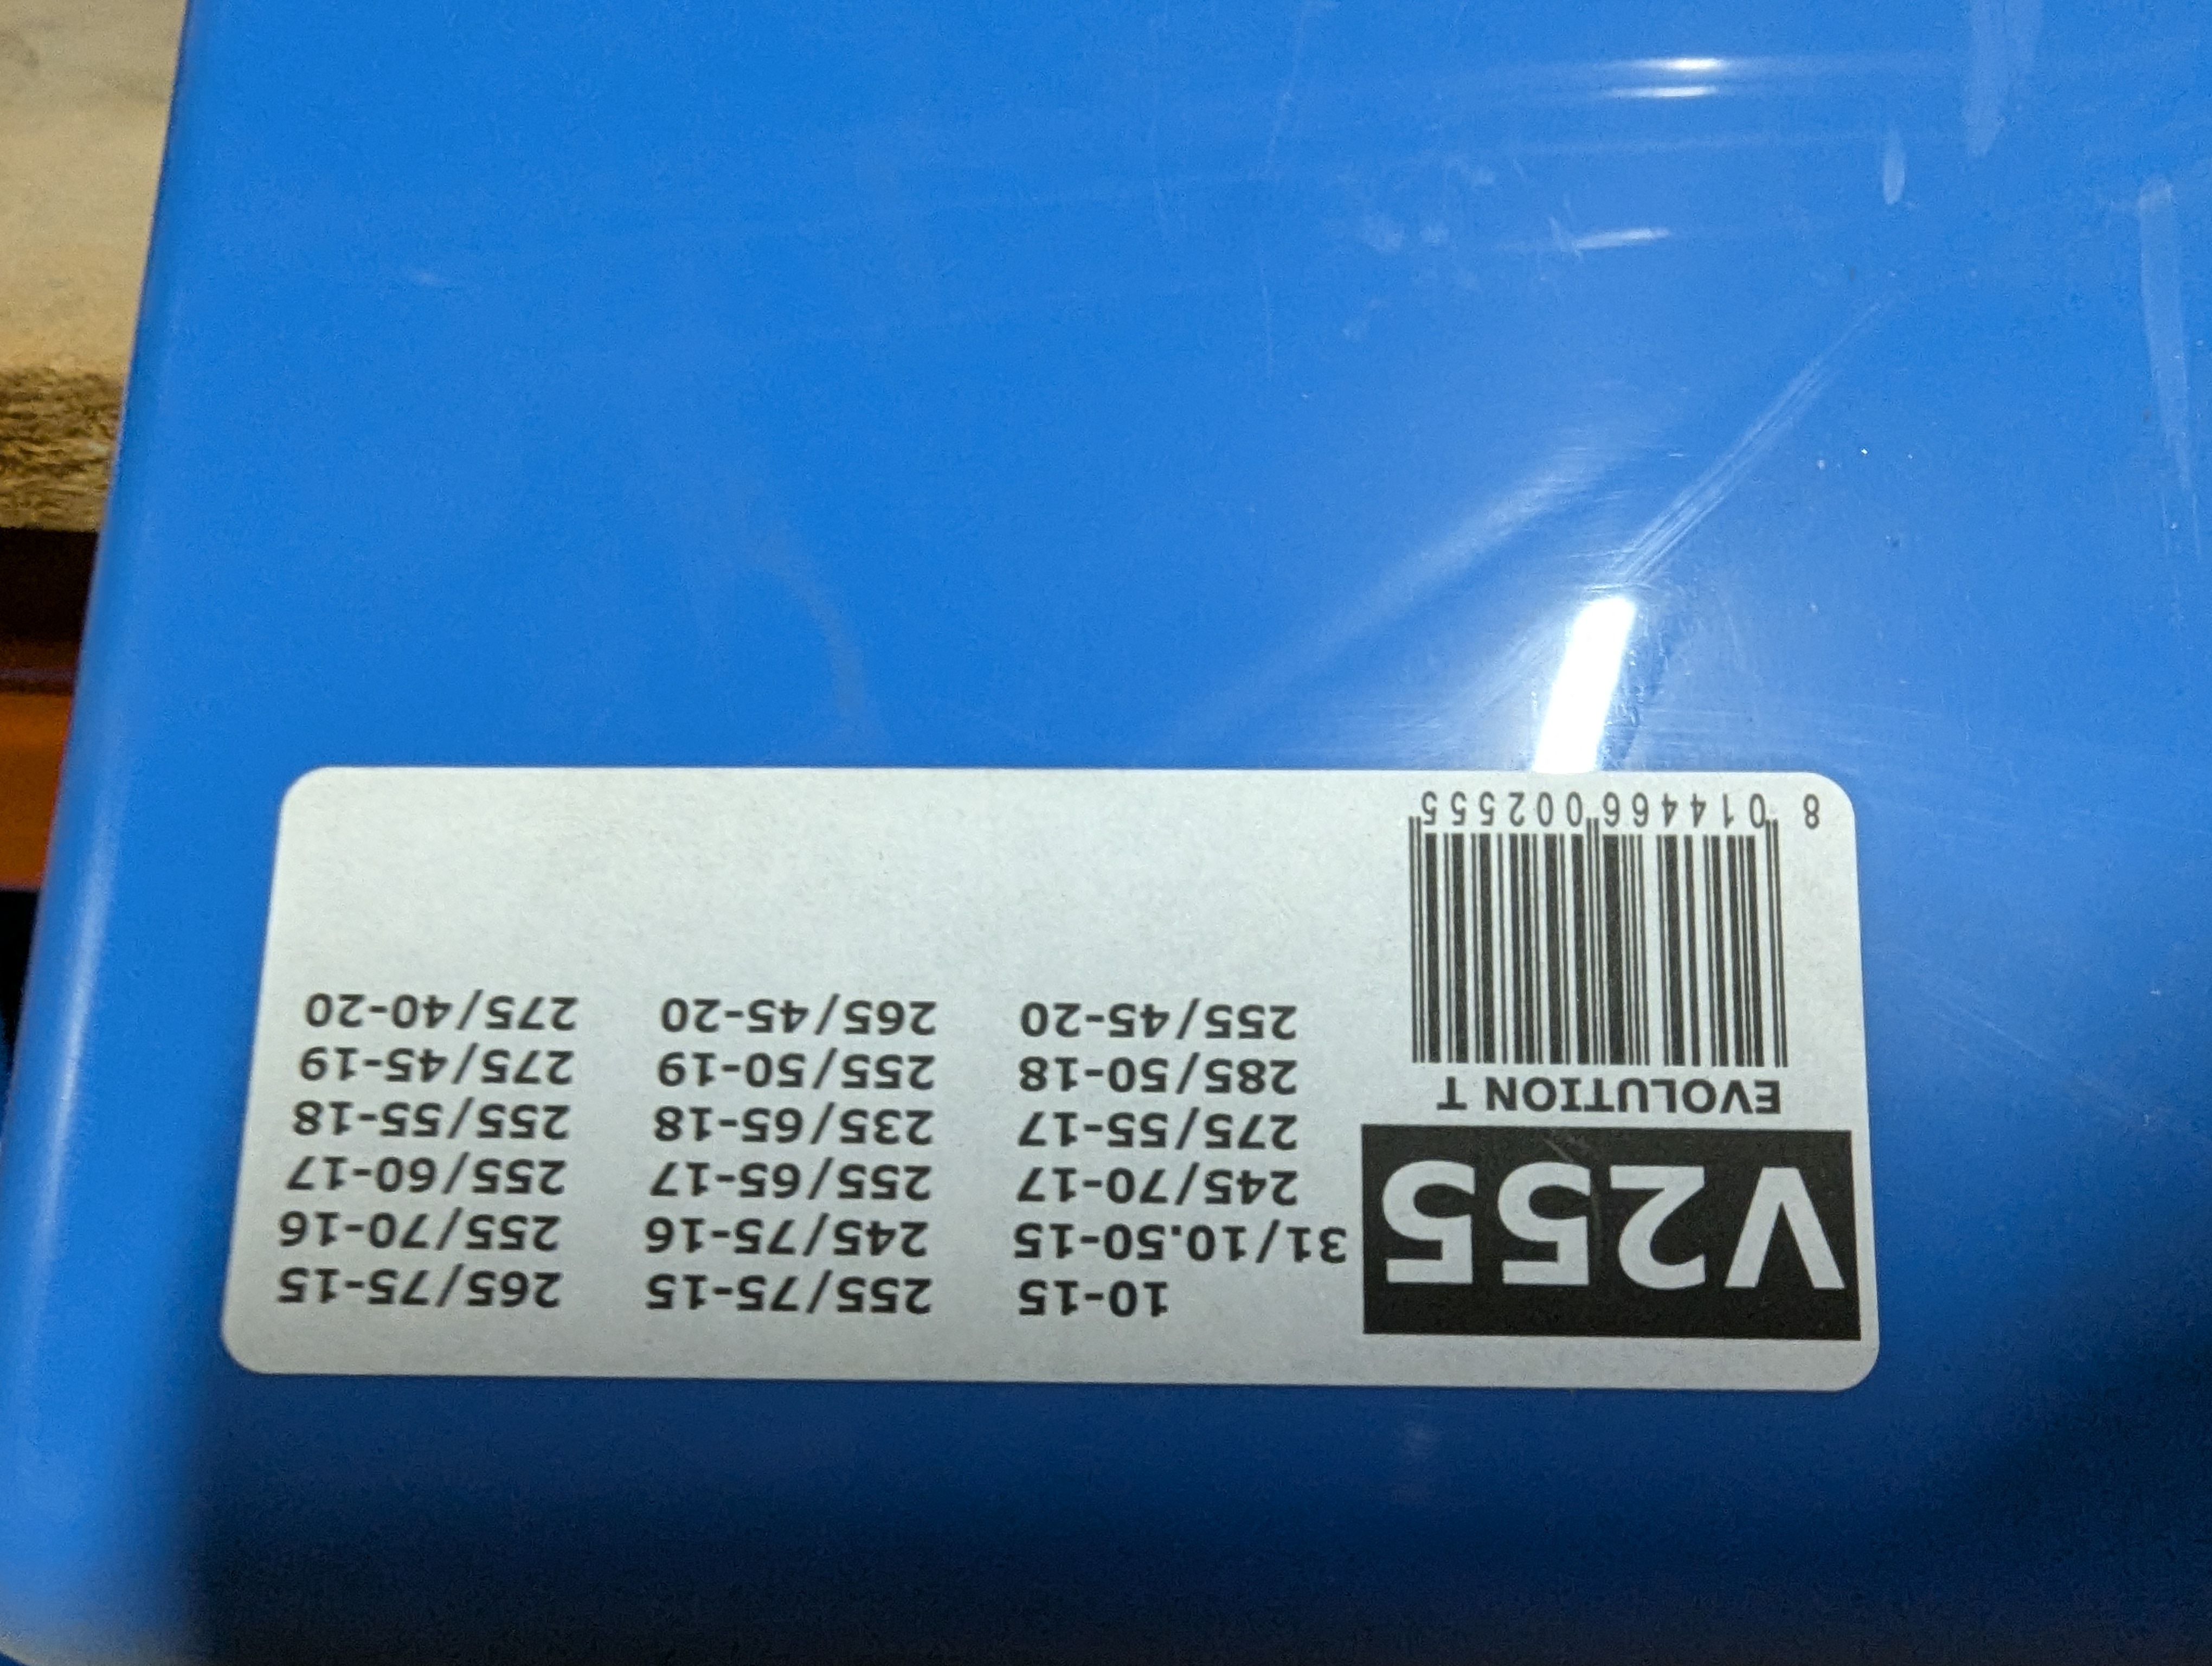 V255
EVOLUTION T
8 014466 002555
10-15 255/75-15 265/75-15
31/10.50-15 245/75-16 255/70-16
245/70-17 255/65-17 255/60-17
275/55-17 235/65-18 255/55-18
285/50-18 255/50-19 275/45-19
255/45-20 265/45-20 275/40-20